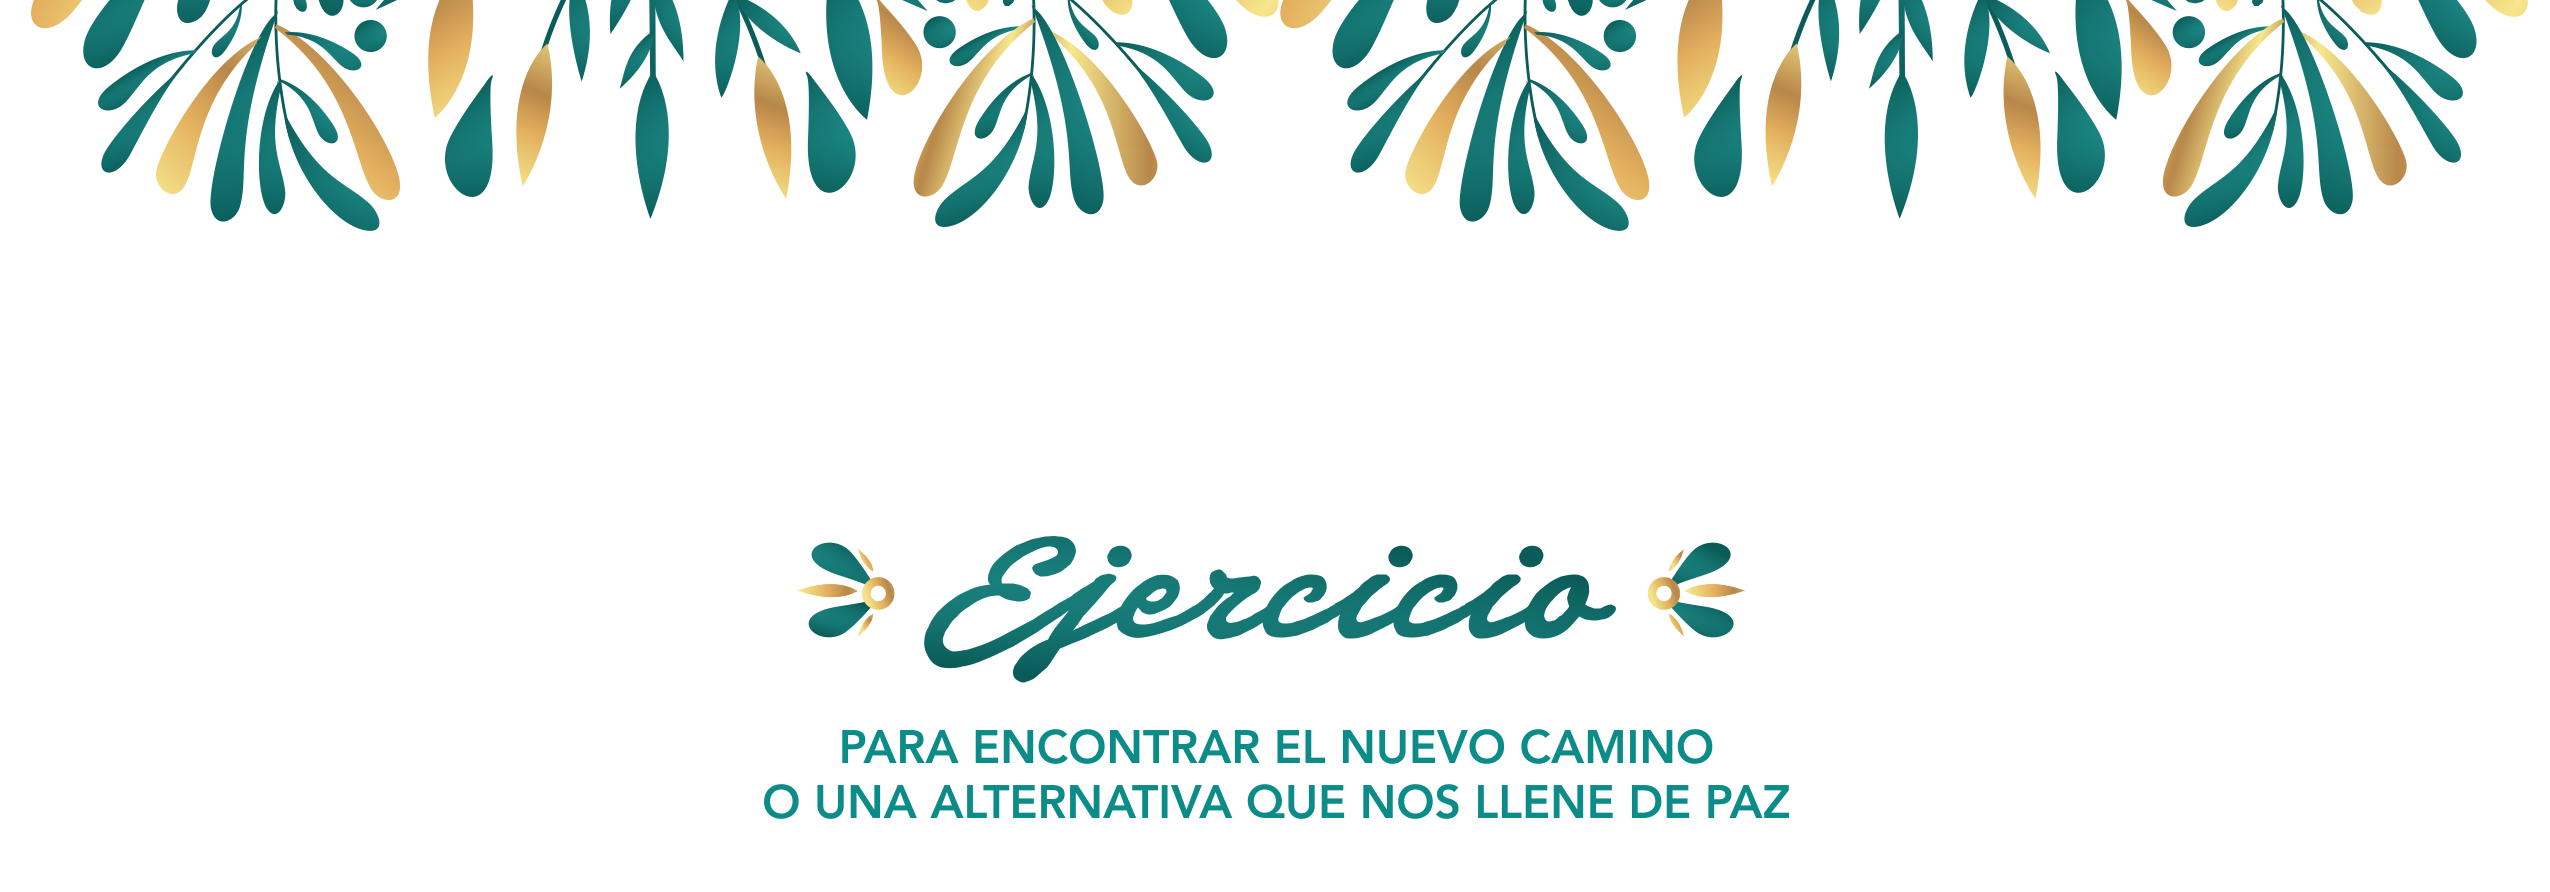 Ejercicio
PARA ENCONTRAR EL NUEVO CAMINO
O UNA ALTERNATIVA QUE NOS LLENE DE PAZ